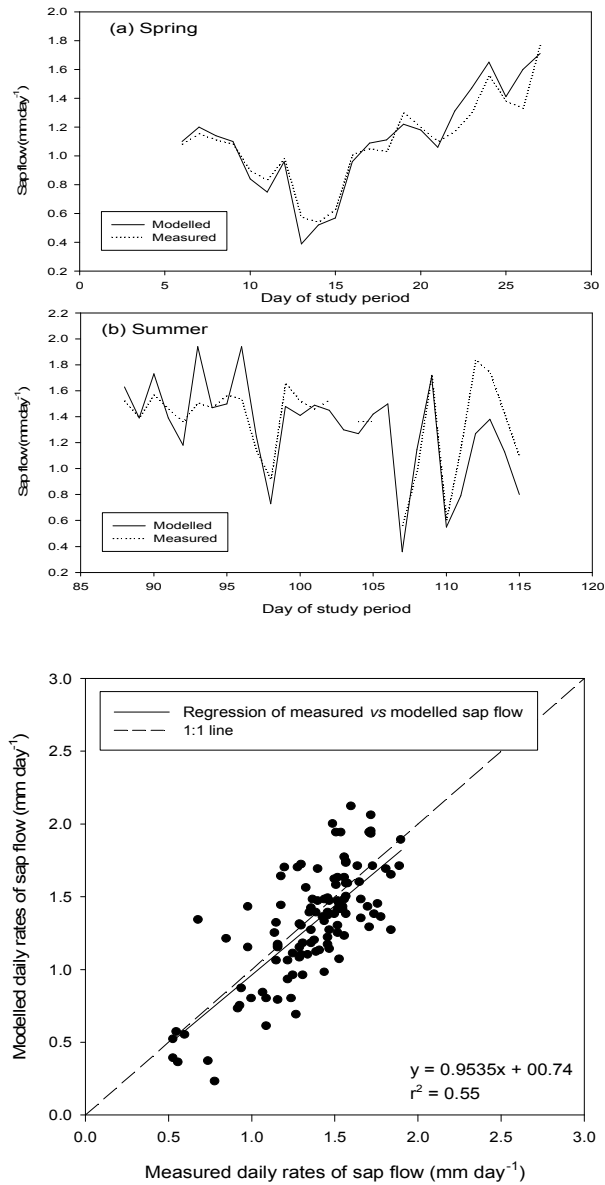 (a) Spring
2.0
1.8
1.6
1.4
1.2
1.0
0.8
0.6
0.4
0.2
Sap flow (mm day-1)
Modelled
Measured
0 5 10 15 20 25 30
Day of study period
(b) Summer
2.2
2.0
1.8
1.6
1.4
1.2
1.0
0.8
0.6
0.4
0.2
Sap flow (mm day-1)
Modelled
Measured
85 90 95 100 105 110 115 120
Day of study period
3.0
2.5
2.0
1.5
1.0
0.5
0.0
Modelled daily rates of sap flow (mm day-1)
Regression of measured vs modelled sap flow
1:1 line
y = 0.9535x + 00.74
r2 = 0.55
0.0 0.5 1.0 1.5 2.0 2.5 3.0
Measured daily rates of sap flow (mm day-1)